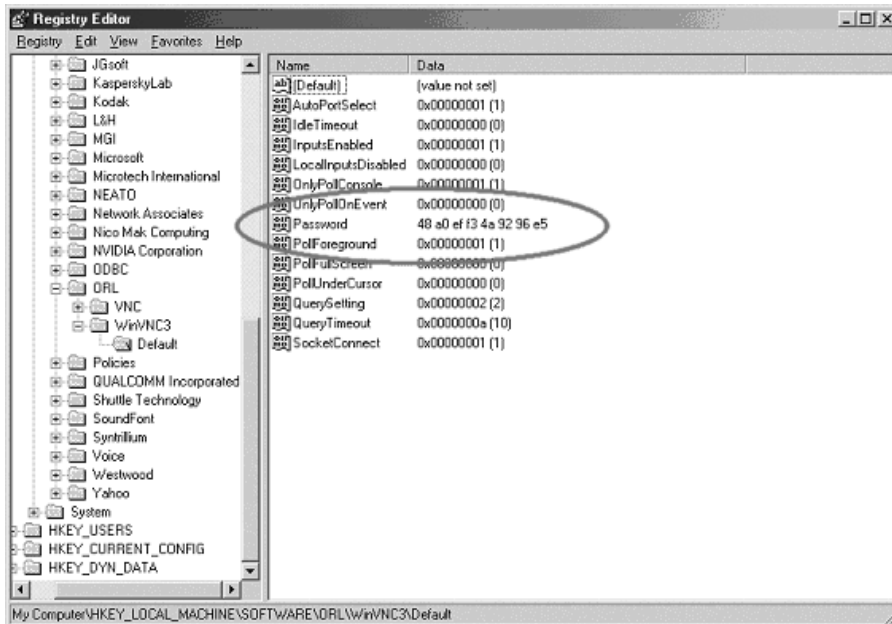 Registry Editor
Registry Edit View Favorites Help
JGsoft
KasperskyLab
Kodak
L&H
MGI
Microsoft
Microtech International
NEATO
Network Associates
Nico Mak Computing
NVIDIA Corporation
ODBC
ORL
VNC
WinVNC3
Default
Policies
QUALCOMM Incorporated
Shuttle Technology
SoundFont
Syntrillium
Voice
Westwood
Yahoo
System
HKEY_USERS
HKEY_CURRENT_CONFIG
HKEY_DYN_DATA
Name Data
(Default) (value not set)
AutoPortSelect 0x00000001 (1)
IdleTimeout 0x00000000 (0)
InputsEnabled 0x00000001 (1)
LocalInputsDisabled 0x00000000 (0)
OnlyPollConsole 0x00000001 (1)
OnlyPollOnEvent 0x00000000 (0)
Password 48 a0 ef f3 4a 92 96 e5
PollForeground 0x00000001 (1)
PollFullScreen 0x00000000 (0)
PollUnderCursor 0x00000000 (0)
QuerySetting 0x00000002 (2)
QueryTimeout 0x0000000a (10)
SocketConnect 0x00000001 (1)
My Computer\HKEY_LOCAL_MACHINE\SOFTWARE\ORL\WinVNC3\Default